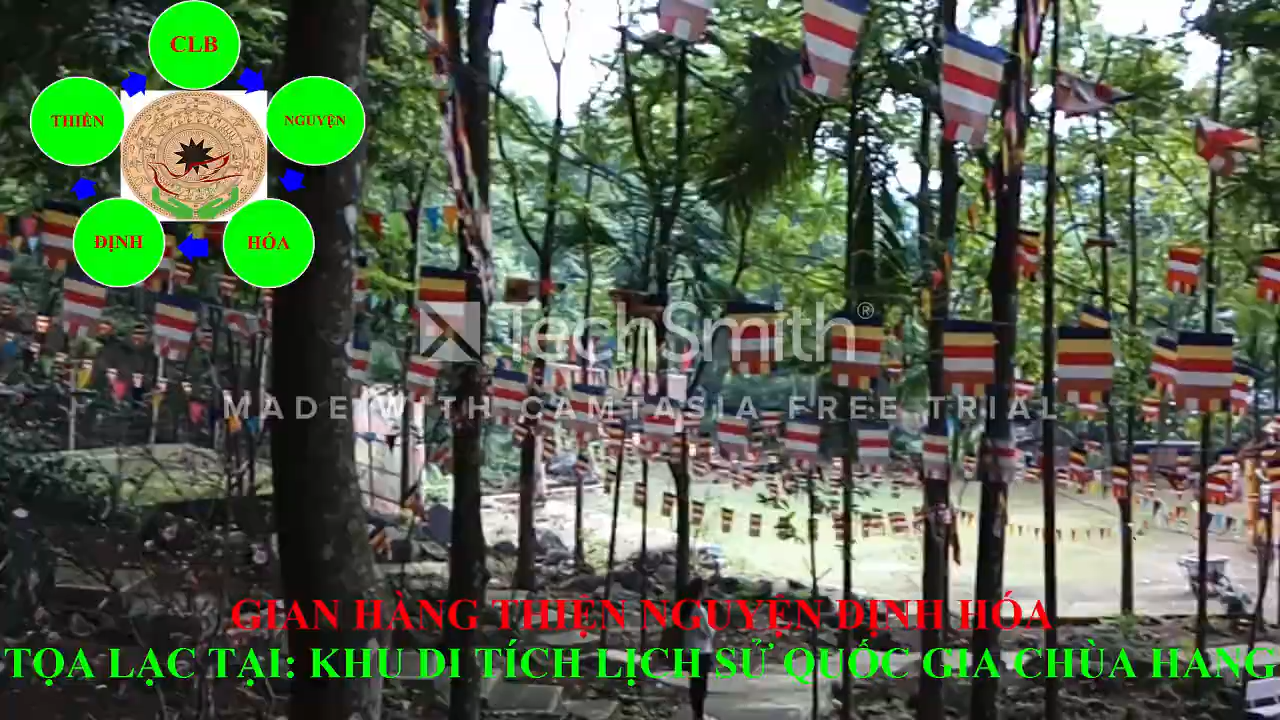 CLB
THIÊN
NGUYỆN
ĐỊNH
HÓA
TechSmith®
MADE WITH CAMTASIA FREE TRIAL
GIAN HÀNG THIỆN NGUYỆN ĐỊNH HÓA
TỌA LẠC TẠI: KHU DI TÍCH LỊCH SỬ QUỐC GIA CHÙA HANG